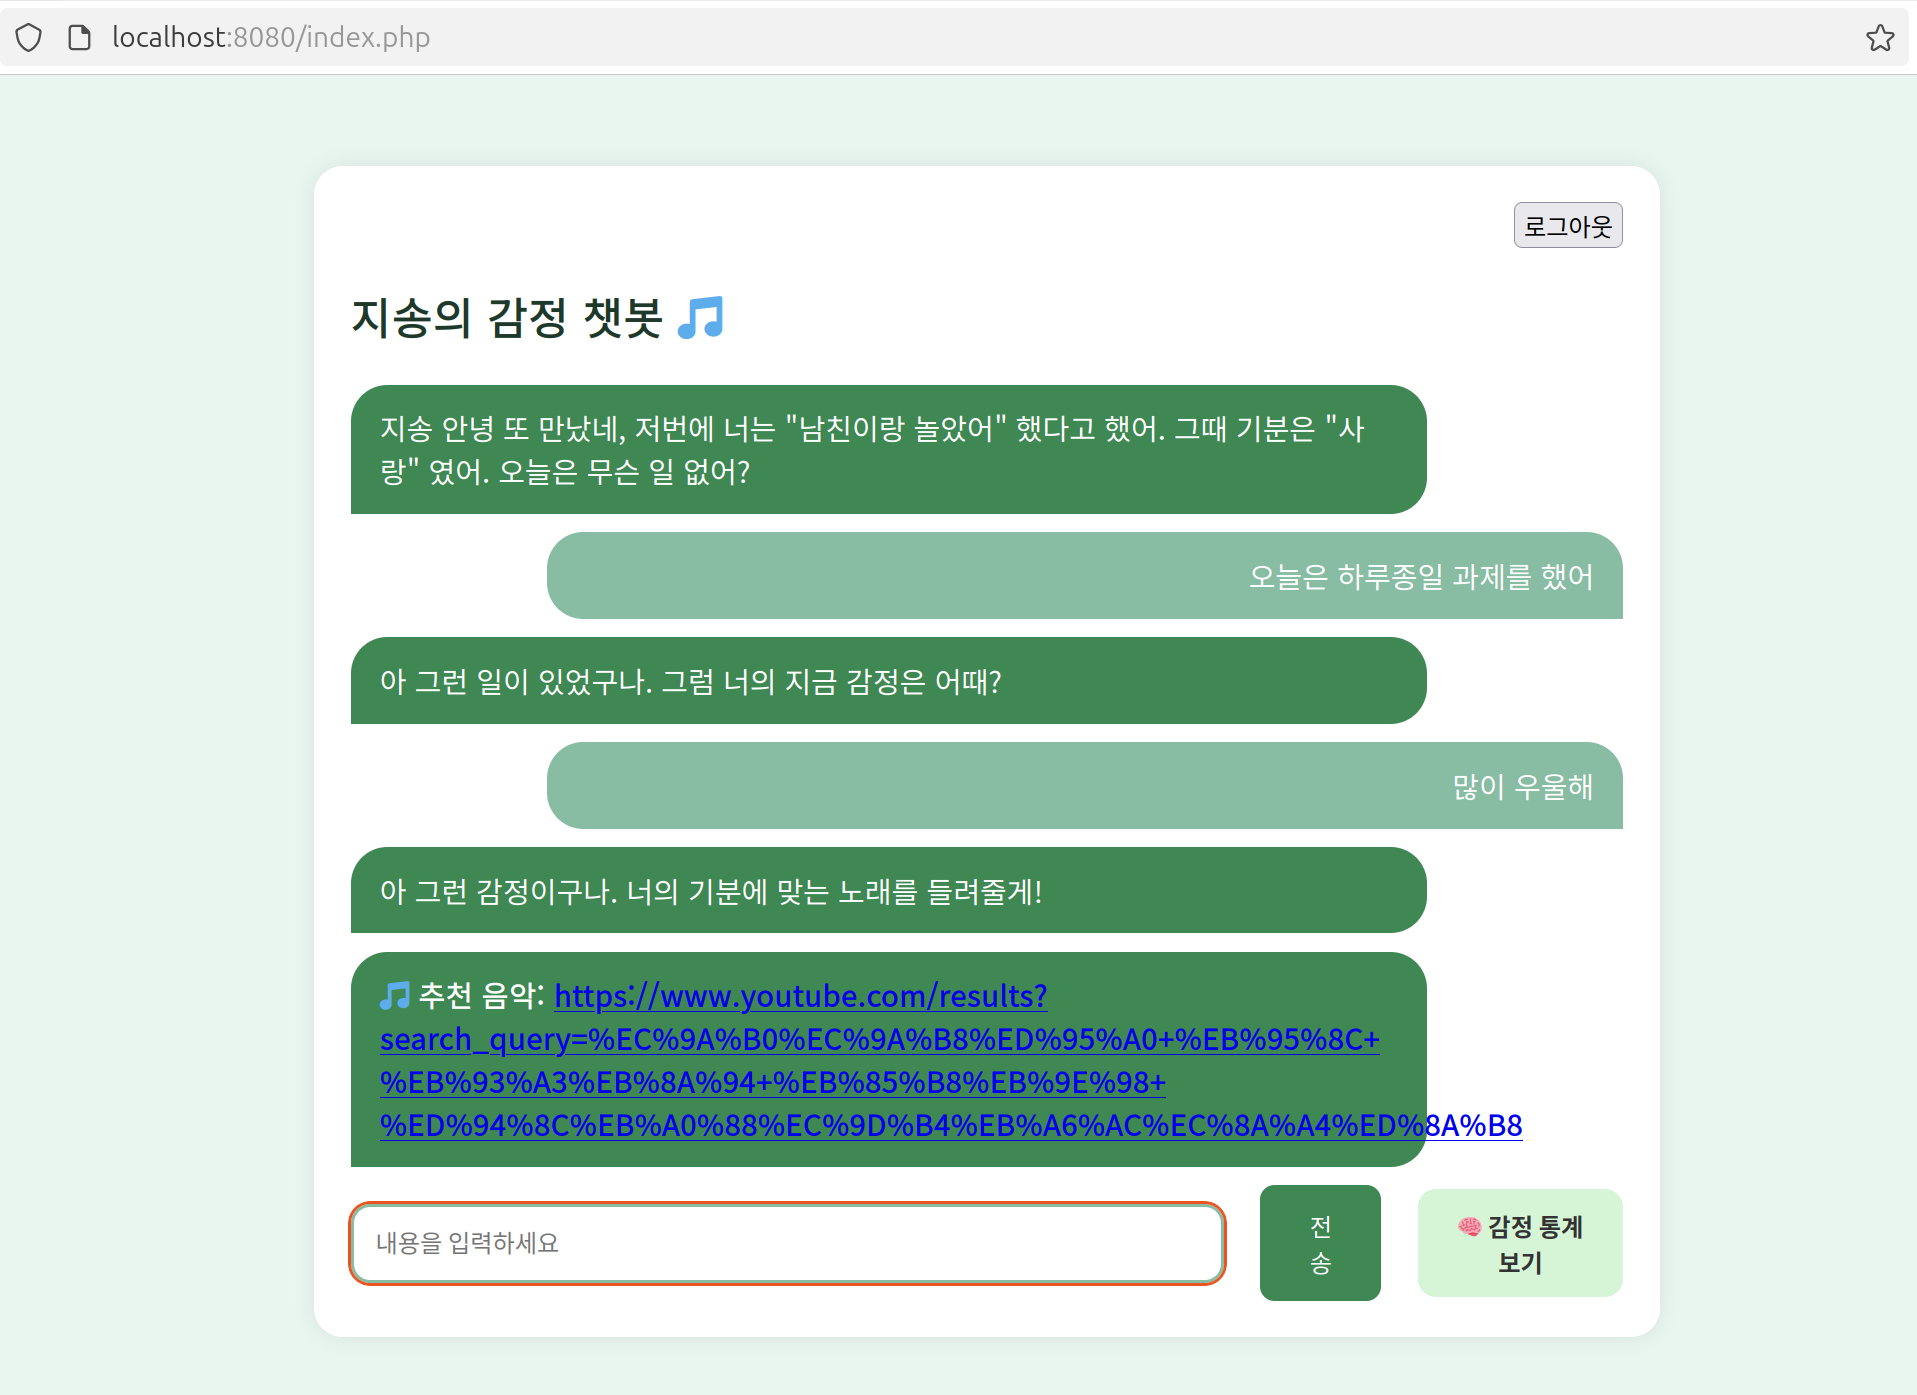 localhost:8080/index.php
로그아웃
지송의 감정 챗봇 🎵
지송 안녕 또 만났네, 저번에 너는 "남친이랑 놀았어" 했다고 했어. 그때 기분은 "사
랑" 였어. 오늘은 무슨 일 없어?
오늘은 하루종일 과제를 했어
아 그런 일이 있었구나. 그럼 너의 지금 감정은 어때?
많이 우울해
아 그런 감정이구나. 너의 기분에 맞는 노래를 들려줄게!
🎵 추천 음악: https://www.youtube.com/results?
search_query=%EC%9A%B0%EC%9A%B8%ED%95%A0+%EB%95%8C+
%EB%93%A3%EB%8A%94+%EB%85%B8%EB%9E%98+
%ED%94%8C%EB%A0%88%EC%9D%B4%EB%A6%AC%EC%8A%A4%ED%8A%B8
내용을 입력하세요
전
송
🧠 감정 통계
보기